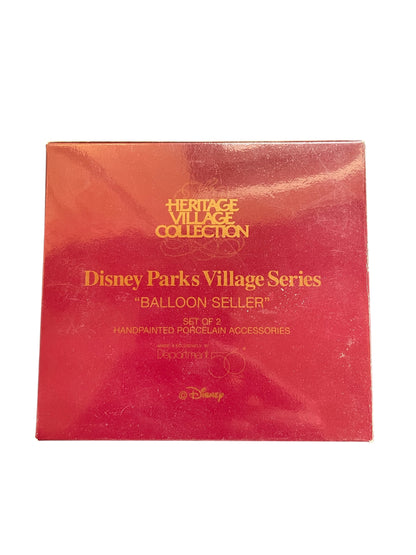 HERITAGE
VILLAGE
COLLECTION
Disney Parks Village Series
"BALLOON SELLER"
SET OF 2
HANDPAINTED PORCELAIN ACCESSORIES
Department 56
© Disney